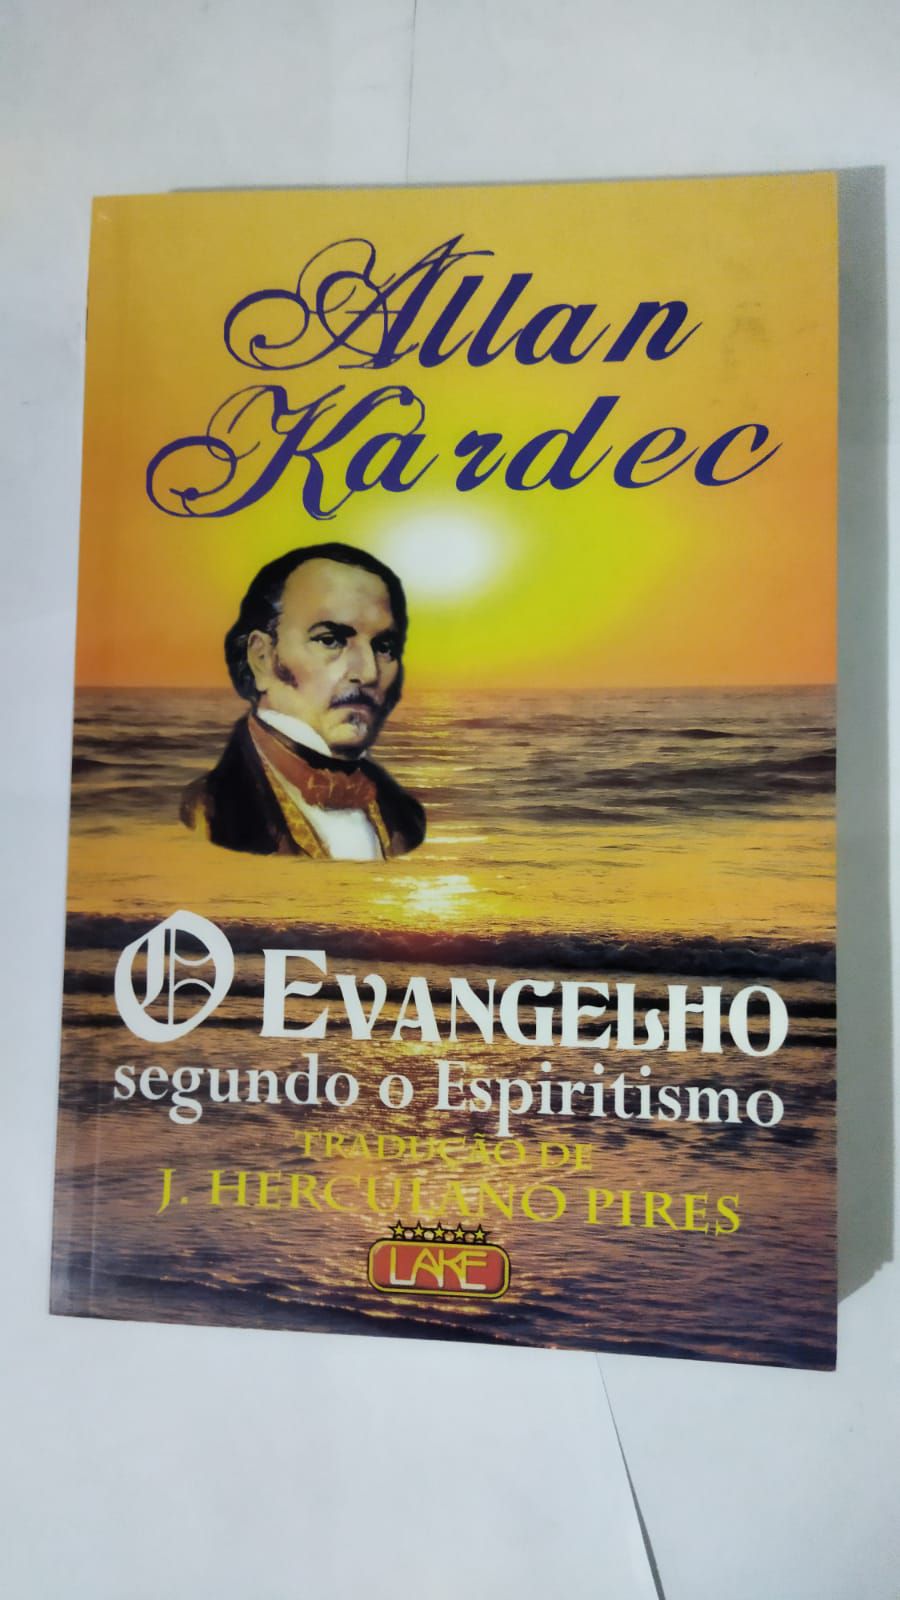 Allan
Kardec
O EVANGELHO
segundo o Espiritismo
TRADUÇÃO DE
J. HERCULANO PIRES
LAKE